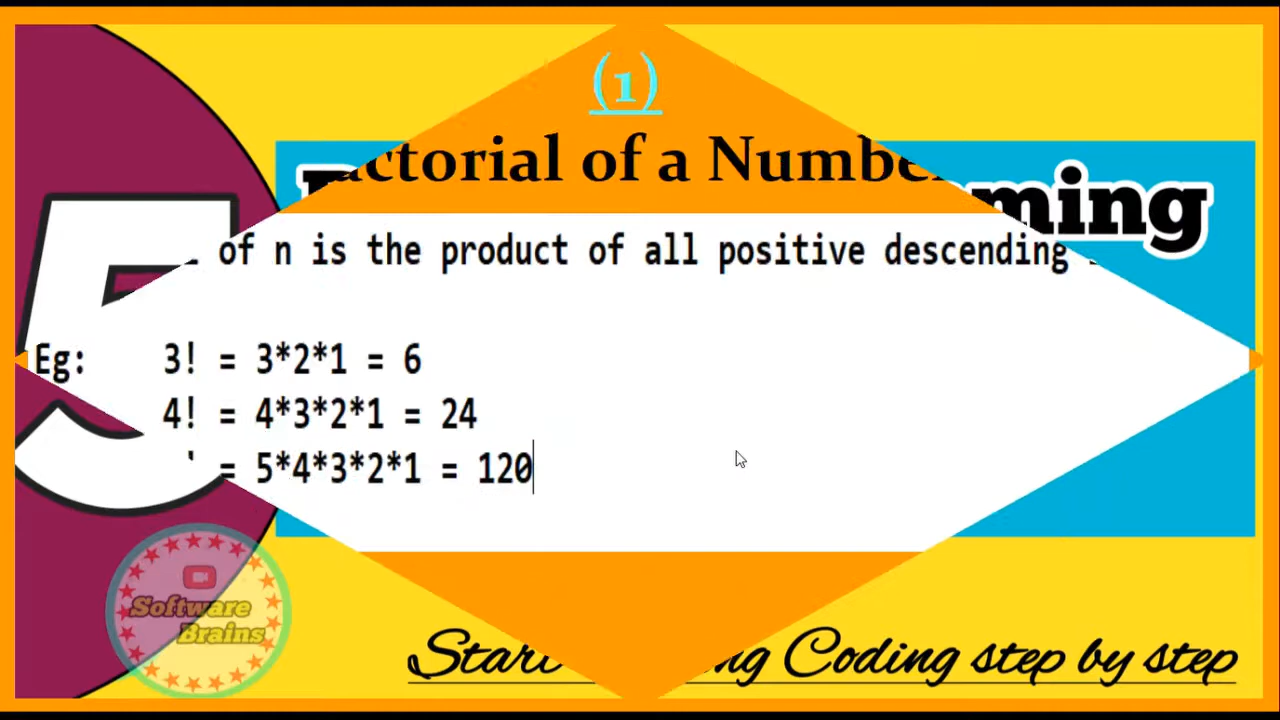 (1)
actorial of a Numbe
ming
of n is the product of all positive descending
Eg: 3! = 3*2*1 = 6
4! = 4*3*2*1 = 24
= 5*4*3*2*1 = 120
5
Software
Brains
Start ng Coding step by step